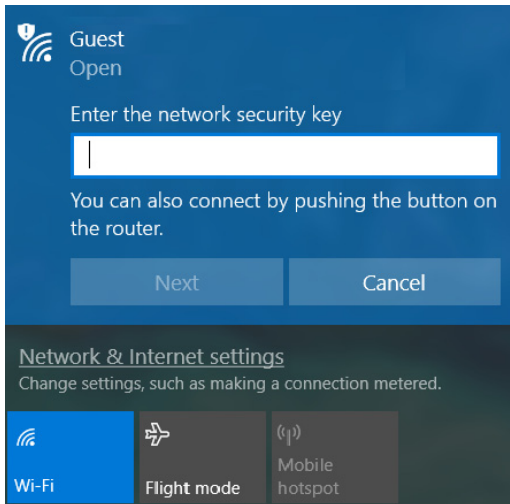 Guest
Open
Enter the network security key
You can also connect by pushing the button on
the router.
Next
Cancel
Network & Internet settings
Change settings, such as making a connection metered.
Wi-Fi
Flight mode
Mobile
hotspot